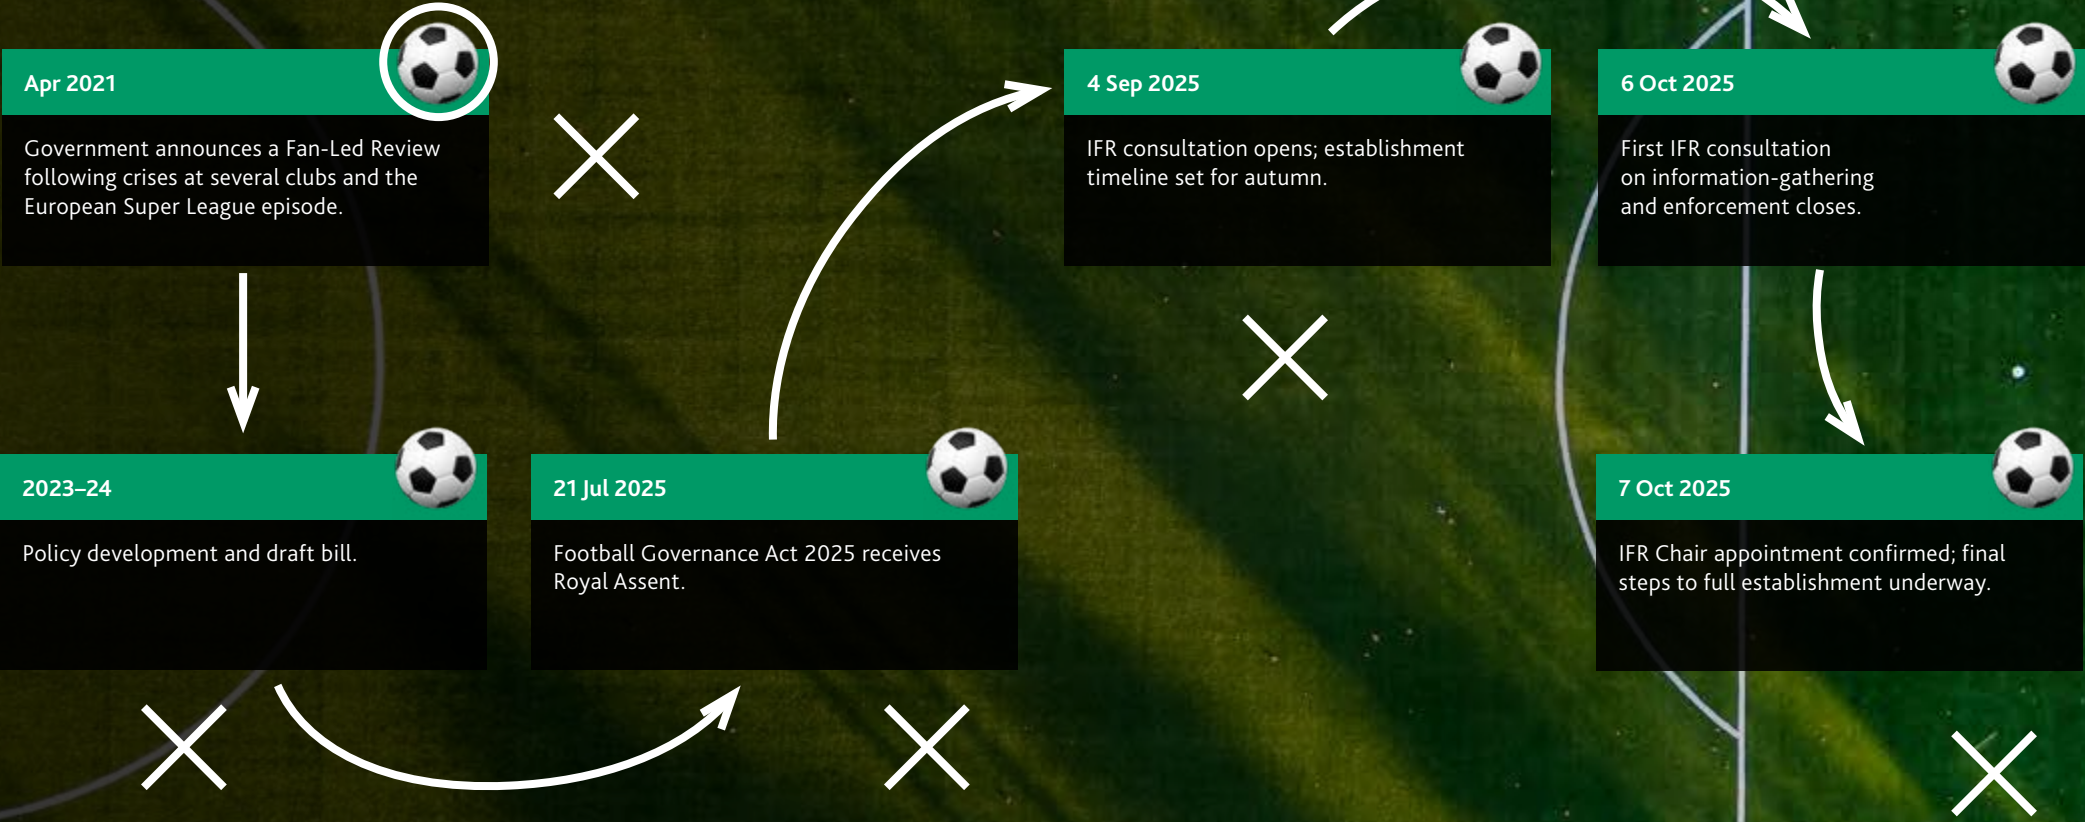 Apr 2021
Government announces a Fan-Led Review
following crises at several clubs and the
European Super League episode.
2023–24
Policy development and draft bill.
21 Jul 2025
Football Governance Act 2025 receives
Royal Assent.
4 Sep 2025
IFR consultation opens; establishment
timeline set for autumn.
6 Oct 2025
First IFR consultation
on information-gathering
and enforcement closes.
7 Oct 2025
IFR Chair appointment confirmed; final
steps to full establishment underway.